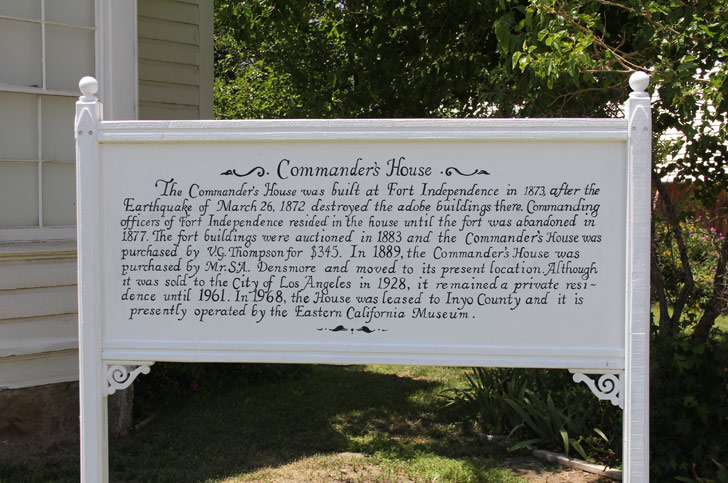 Commander's House
The Commander's House was built at Fort Independence in 1873, after the
Earthquake of March 26, 1872 destroyed the adobe buildings there. Commanding
officers of Fort Independence resided in the house until the fort was abandoned in
1877. The fort buildings were auctioned in 1883 and the Commander's House was
purchased by V.G. Thompson for $345. In 1889, the Commander's House was
purchased by Mr. S.A. Densmore and moved to its present location. Although
it was sold to the City of Los Angeles in 1928, it remained a private resi-
dence until 1961. In 1968, the House was leased to Inyo County and it is
presently operated by the Eastern California Museum.